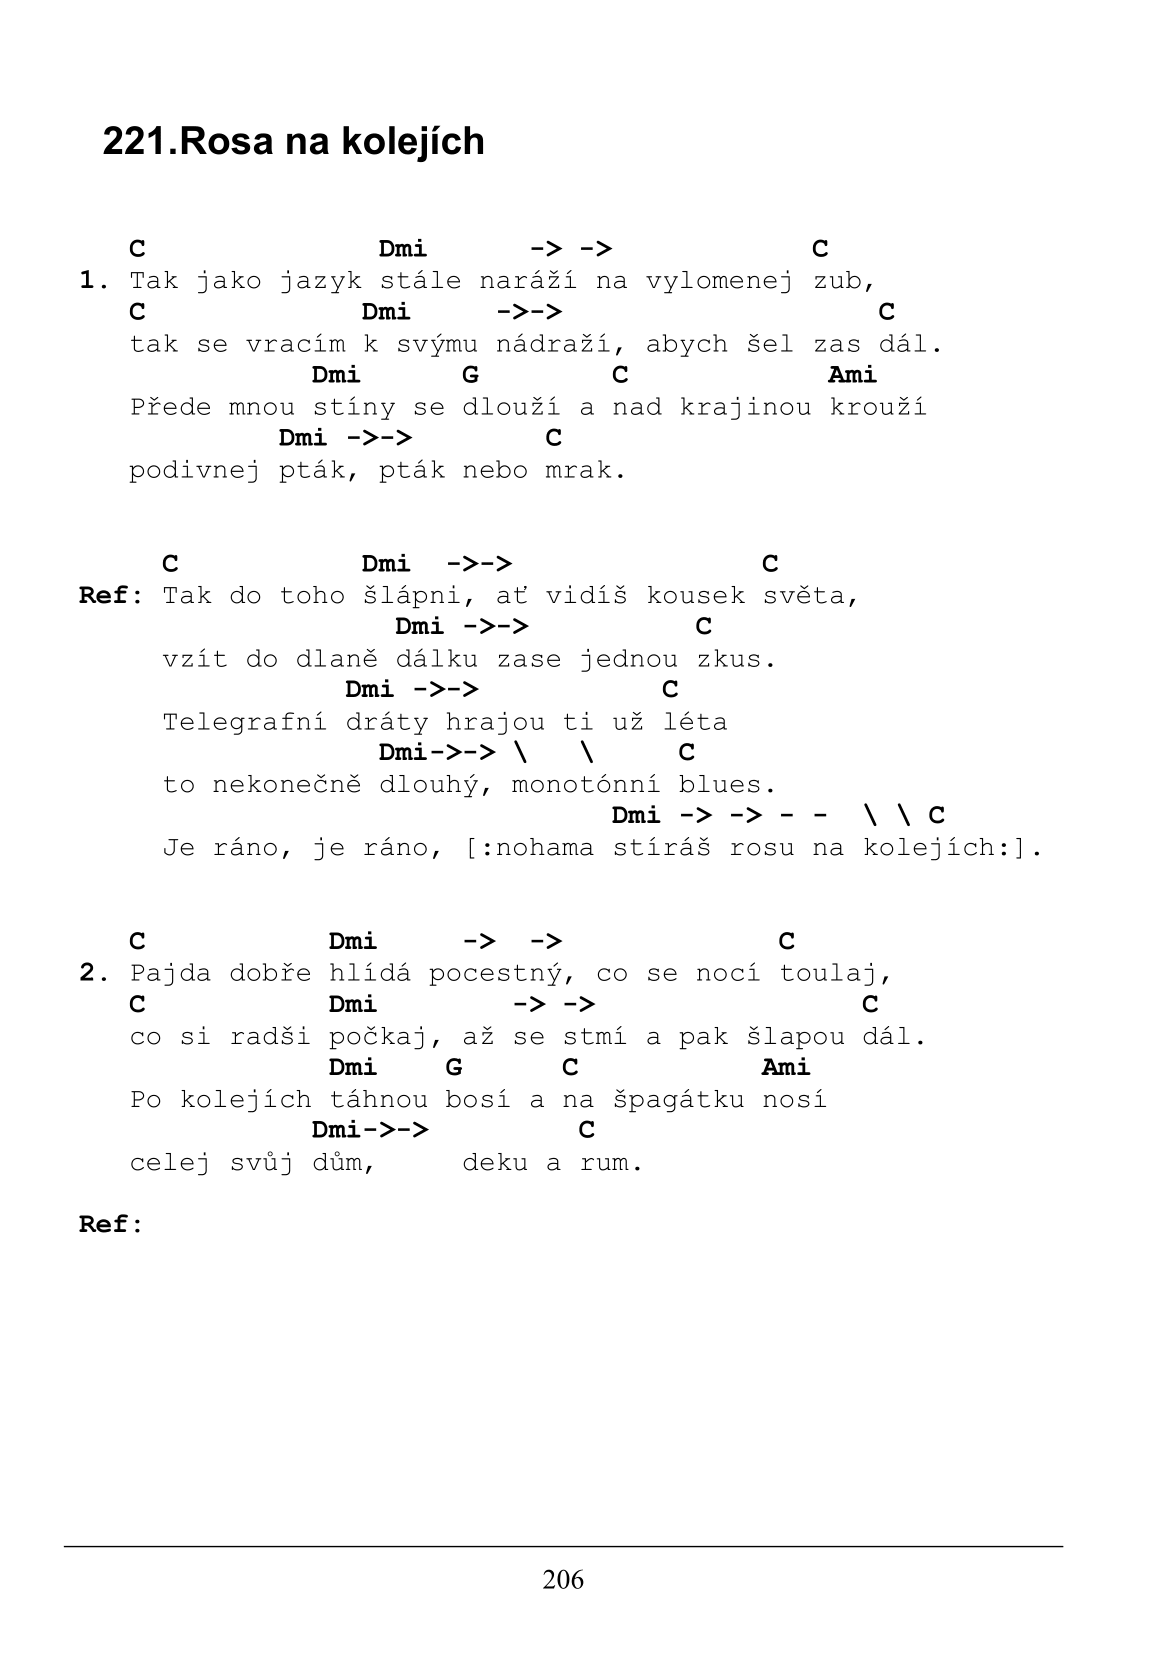 221.Rosa na kolejích
C Dmi -> -> C
1. Tak jako jazyk stále naráží na vylomenej zub,
C Dmi ->-> C
tak se vracím k svýmu nádraží, abych šel zas dál.
Dmi G C Ami
Přede mnou stíny se dlouží a nad krajinou krouží
Dmi ->-> C
podivnej pták, pták nebo mrak.
C Dmi ->-> C
Ref: Tak do toho šlápni, ať vidíš kousek světa,
Dmi ->-> C
vzít do dlaně dálku zase jednou zkus.
Dmi ->-> C
Telegrafní dráty hrajou ti už léta
Dmi->-> \ \ C
to nekonečně dlouhý, monotónní blues.
Dmi -> -> - - \ \ C
Je ráno, je ráno, [:nohama stíráš rosu na kolejích:].
C Dmi -> -> C
2. Pajda dobře hlídá pocestný, co se nocí toulaj,
C Dmi -> -> C
co si radši počkaj, až se stmí a pak šlapou dál.
Dmi G C Ami
Po kolejích táhnou bosí a na špagátku nosí
Dmi->-> C
celej svůj dům, deku a rum.
Ref:
206